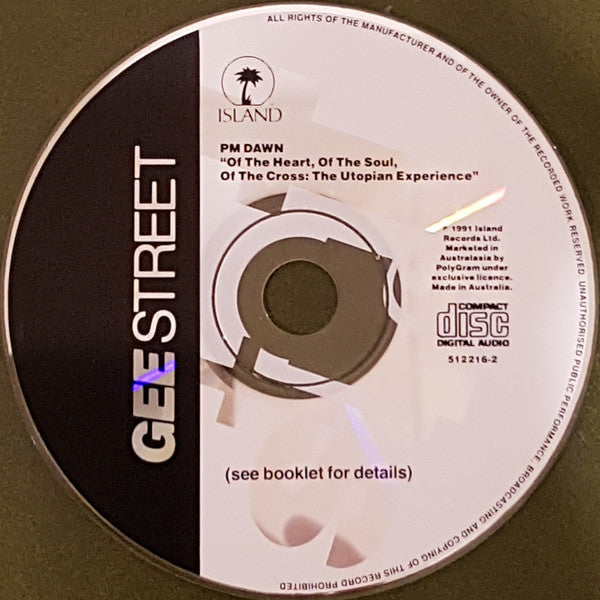 ALL RIGHTS OF THE MANUFACTURER AND OF THE OWNER OF THE RECORDED WORK RESERVED. UNAUTHORISED PUBLIC PERFORMANCE, BROADCASTING AND COPYING OF THIS RECORD PROHIBITED
ISLAND
GEESTREET
PM DAWN
"Of The Heart, Of The Soul,
Of The Cross: The Utopian Experience"
℗ 1991 Island
Records Ltd.
Marketed in
Australasia by
PolyGram under
exclusive licence.
Made in Australia.
COMPACT
disc
DIGITAL AUDIO
512216-2
(see booklet for details)